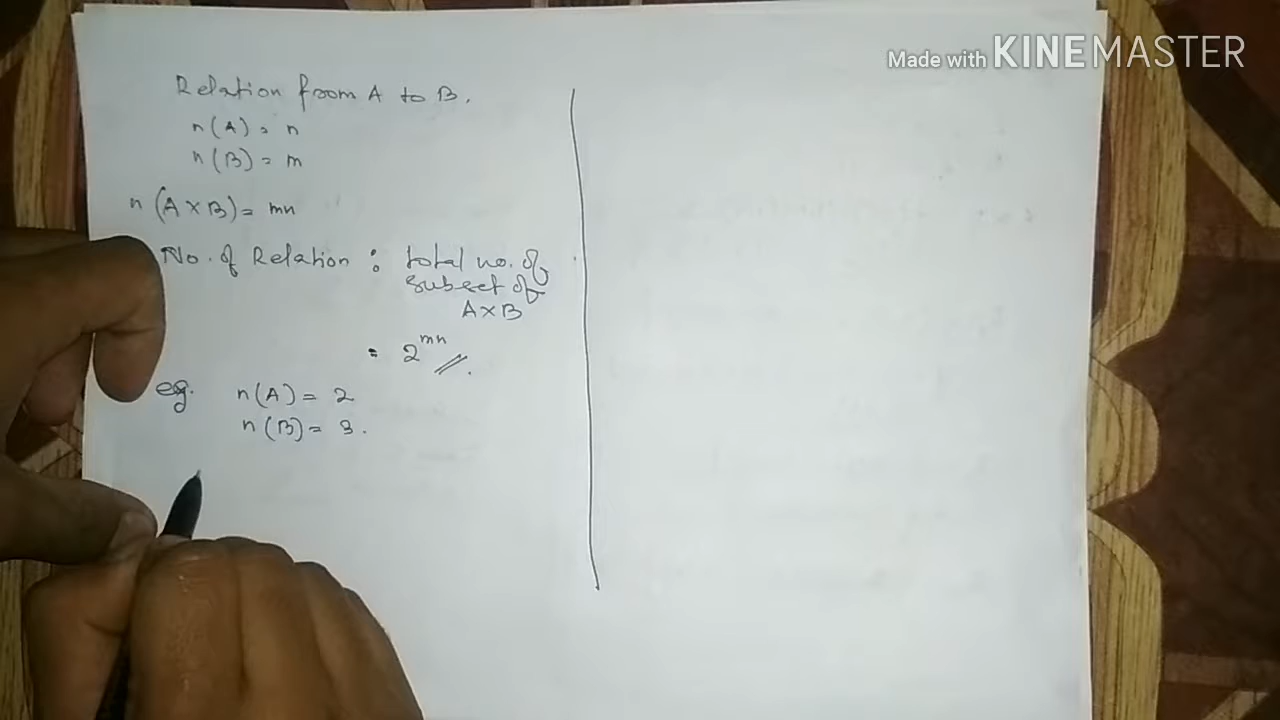 Made with KINEMASTER
Relation from A to B.
n(A) = n
n(B) = m
n(A×B) = mn
No. of Relation : total no. of
subset of
A×B
= 2^mn
eg. n(A) = 2
n(B) = 3.